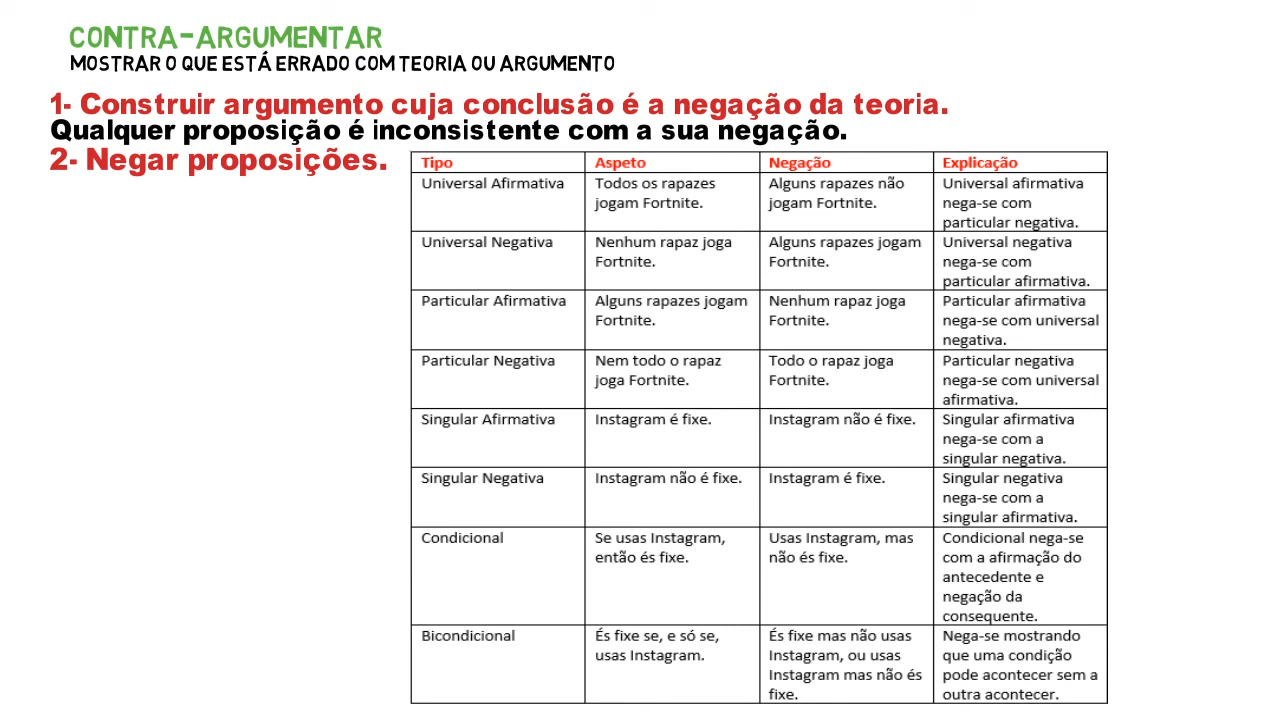 CONTRA-ARGUMENTAR
MOSTRAR O QUE ESTÁ ERRADO COM TEORIA OU ARGUMENTO
1- Construir argumento cuja conclusão é a negação da teoria.
Qualquer proposição é inconsistente com a sua negação.
2- Negar proposições.
Tipo Aspeto Negação Explicação
Universal Afirmativa Todos os rapazes Alguns rapazes não Universal afirmativa
jogam Fortnite. jogam Fortnite. nega-se com
particular negativa.
Universal Negativa Nenhum rapaz joga Alguns rapazes jogam Universal negativa
Fortnite. Fortnite. nega-se com
particular afirmativa.
Particular Afirmativa Alguns rapazes jogam Nenhum rapaz joga Particular afirmativa
Fortnite. Fortnite. nega-se com universal
negativa.
Particular Negativa Nem todo o rapaz Todo o rapaz joga Particular negativa
joga Fortnite. Fortnite. nega-se com universal
afirmativa.
Singular Afirmativa Instagram é fixe. Instagram não é fixe. Singular afirmativa
nega-se com a
singular negativa.
Singular Negativa Instagram não é fixe. Instagram é fixe. Singular negativa
nega-se com a
singular afirmativa.
Condicional Se usas Instagram, Usas Instagram, mas Condicional nega-se
então és fixe. não és fixe. com a afirmação do
antecedente e
negação da
consequente.
Bicondicional És fixe se, e só se, És fixe mas não usas Nega-se mostrando
usas Instagram. Instagram, ou usas que uma condição
Instagram mas não és pode acontecer sem a
fixe. outra acontecer.